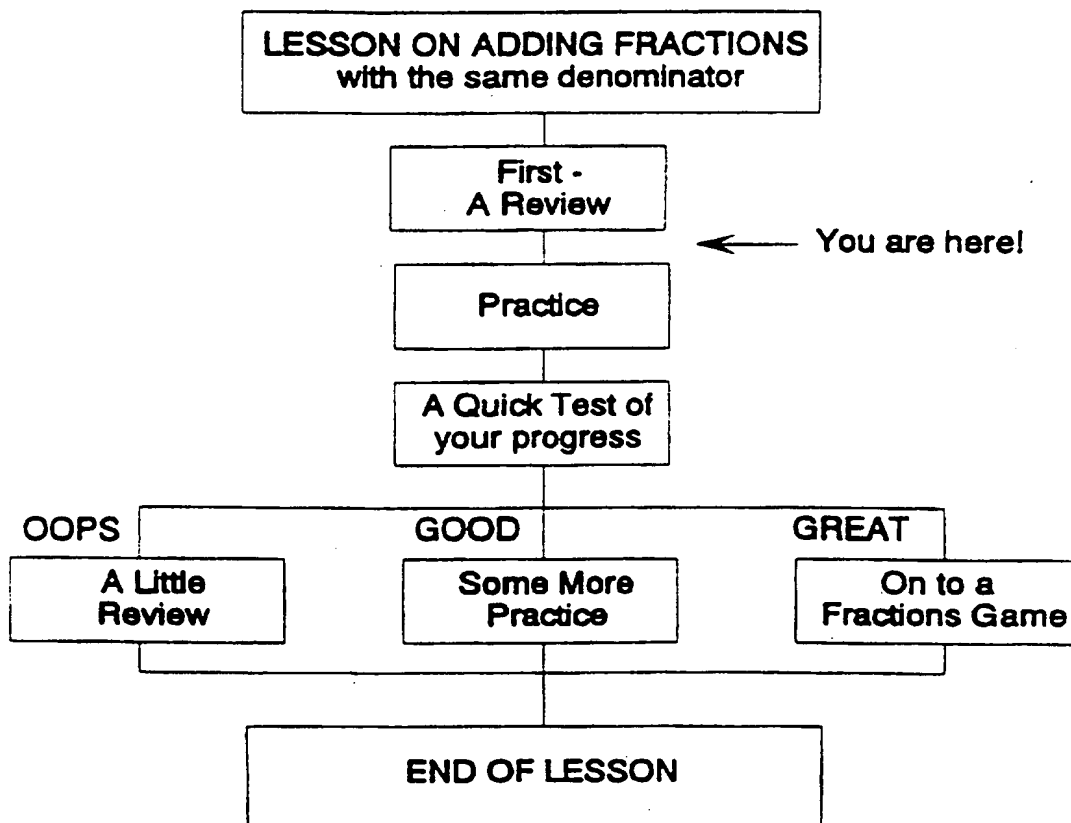 LESSON ON ADDING FRACTIONS
with the same denominator
First -
A Review
You are here!
Practice
A Quick Test of
your progress
OOPS
GOOD
GREAT
A Little
Review
Some More
Practice
On to a
Fractions Game
END OF LESSON